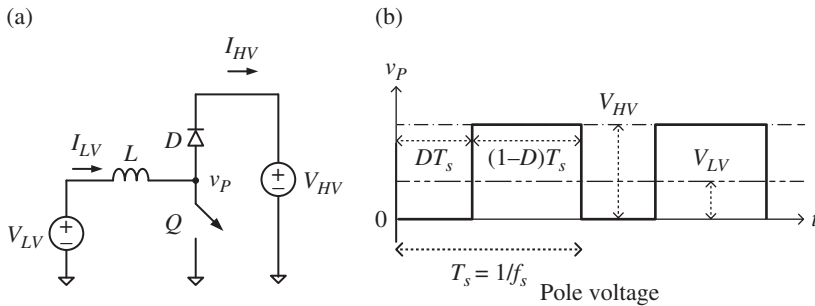 (a)
I_HV
I_LV
D
L
v_P
V_HV
Q
V_LV
(b)
v_P
V_HV
DT_s
(1–D)T_s
V_LV
0
t
T_s = 1/f_s
Pole voltage